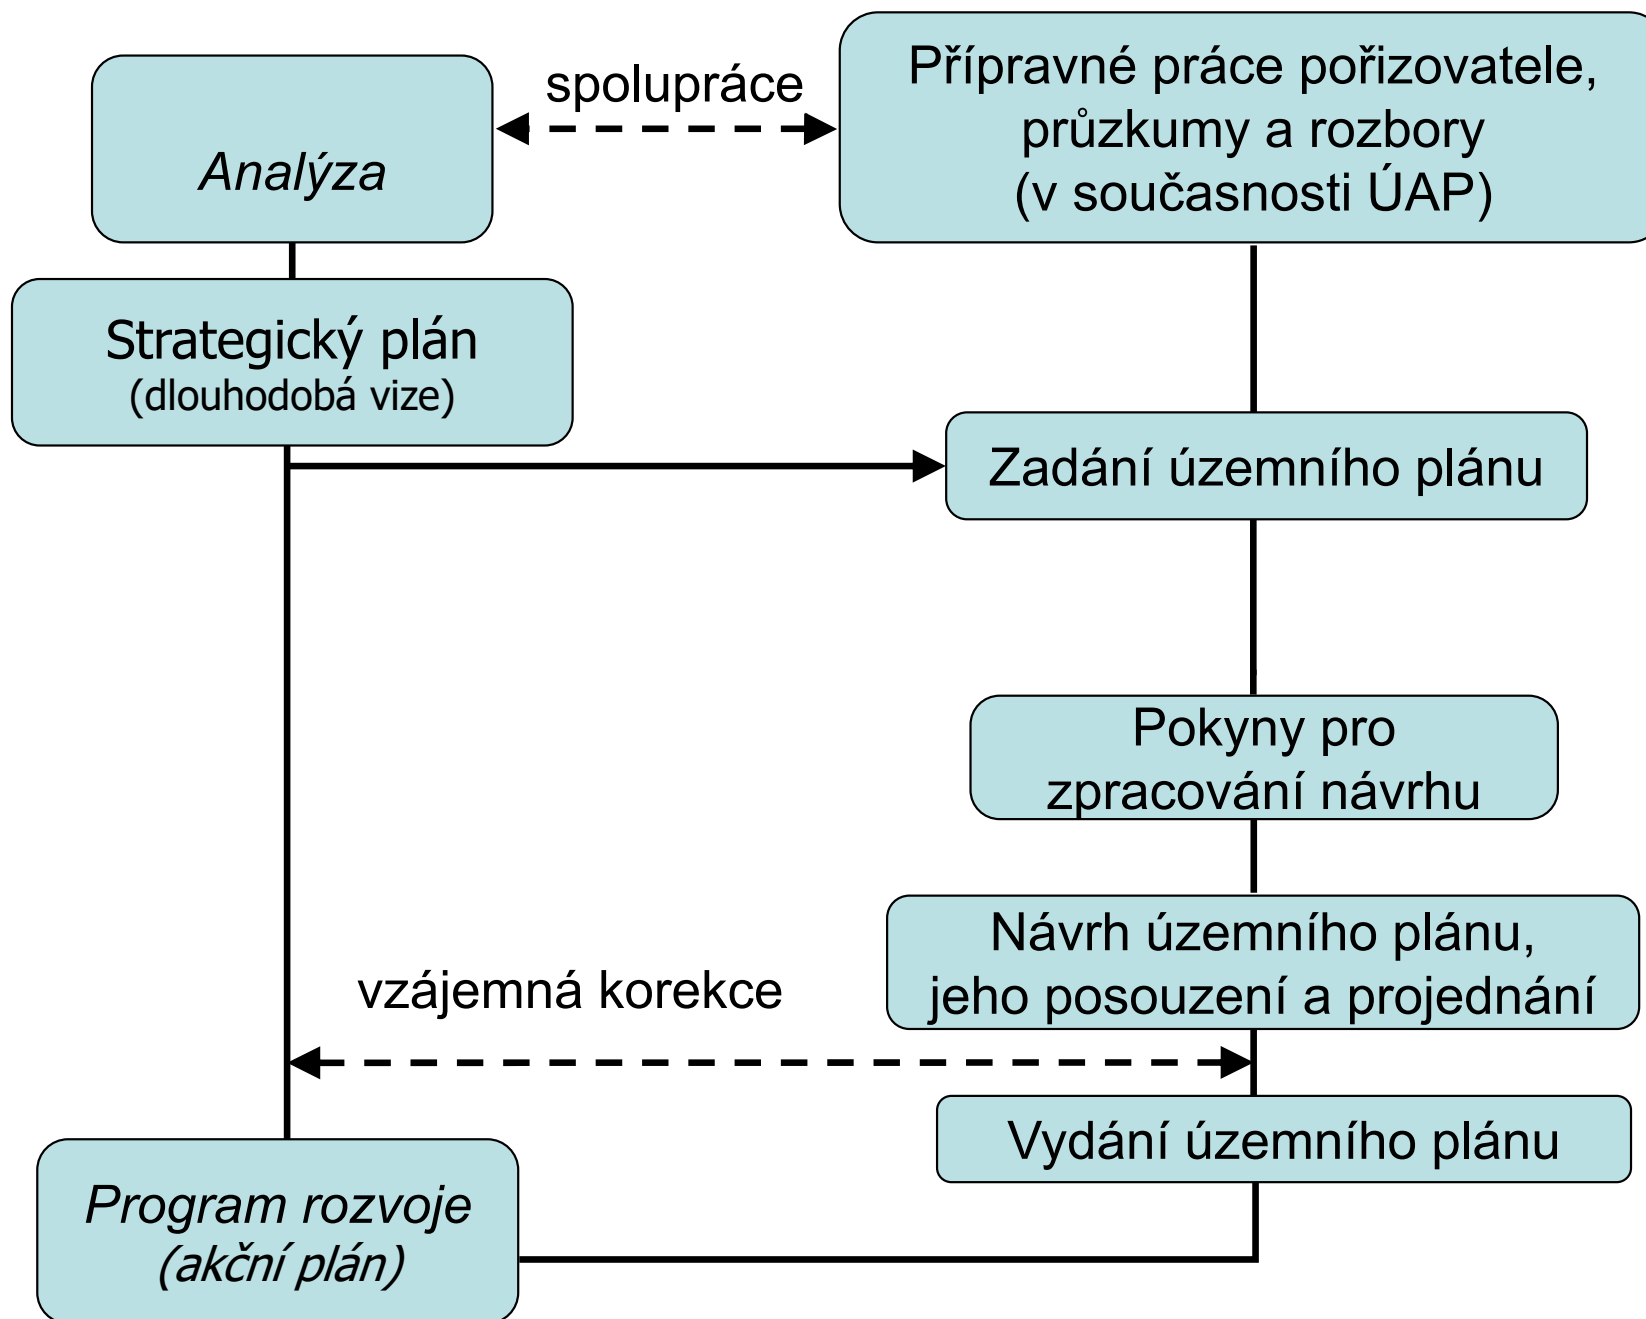 Analýza
spolupráce
Přípravné práce pořizovatele,
průzkumy a rozbory
(v současnosti ÚAP)
Strategický plán
(dlouhodobá vize)
Zadání územního plánu
Pokyny pro
zpracování návrhu
Návrh územního plánu,
jeho posouzení a projednání
vzájemná korekce
Vydání územního plánu
Program rozvoje
(akční plán)